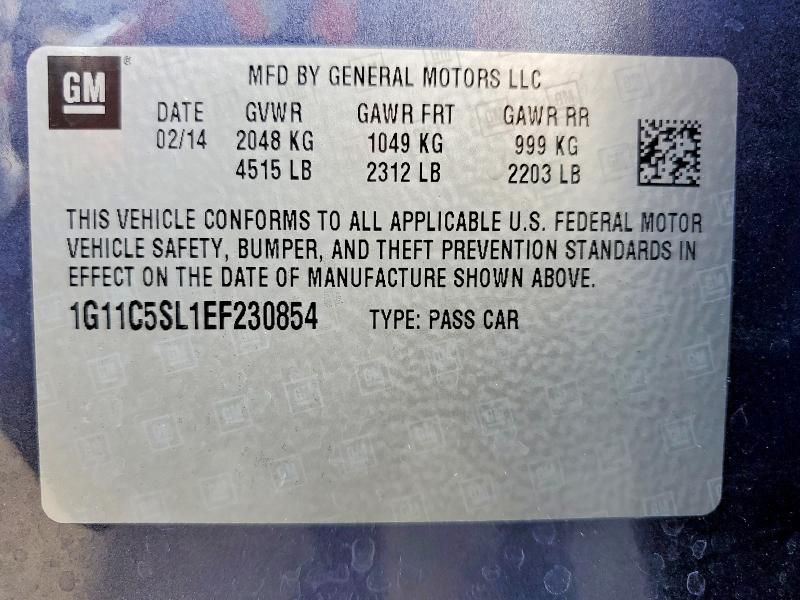 GM ®
MFD BY GENERAL MOTORS LLC
DATE GVWR GAWR FRT GAWR RR
02/14 2048 KG 1049 KG 999 KG
4515 LB 2312 LB 2203 LB
THIS VEHICLE CONFORMS TO ALL APPLICABLE U.S. FEDERAL MOTOR
VEHICLE SAFETY, BUMPER, AND THEFT PREVENTION STANDARDS IN
EFFECT ON THE DATE OF MANUFACTURE SHOWN ABOVE.
1G11C5SL1EF230854 TYPE: PASS CAR